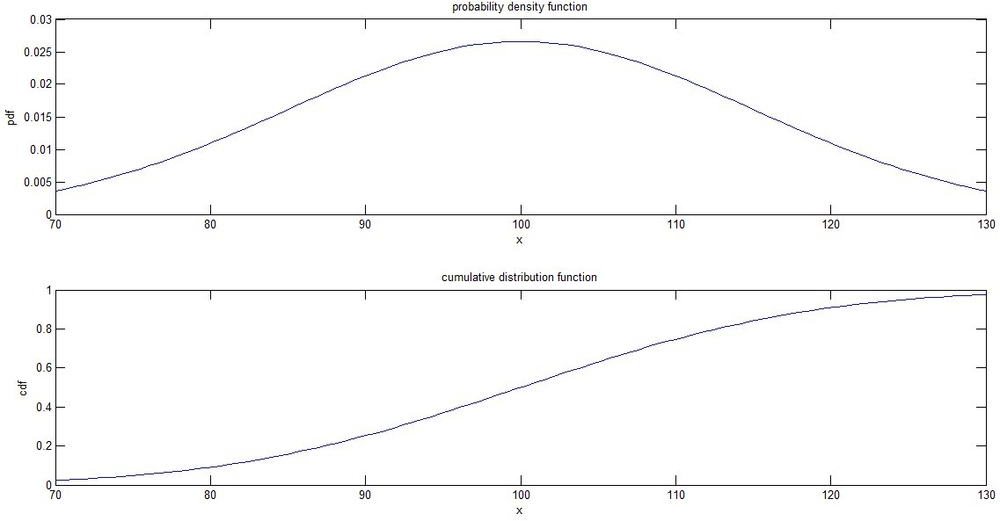 probability density function
0.03
0.025
0.02
0.015
0.01
0.005
0
pdf
70 80 90 100 110 120 130
x
cumulative distribution function
1
0.8
0.6
0.4
0.2
0
cdf
70 80 90 100 110 120 130
x